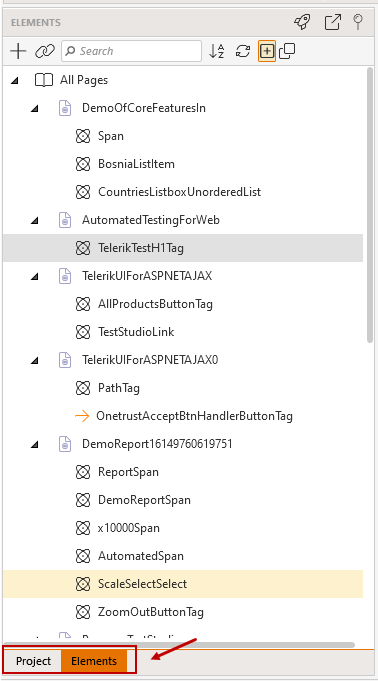 ELEMENTS
Search
All Pages
DemoOfCoreFeaturesIn
Span
BosniaListItem
CountriesListboxUnorderedList
AutomatedTestingForWeb
TelerikTestH1Tag
TelerikUIForASPNETAJAX
AllProductsButtonTag
TestStudioLink
TelerikUIForASPNETAJAX0
PathTag
OnetrustAcceptBtnHandlerButtonTag
DemoReport16149760619751
ReportSpan
DemoReportSpan
x10000Span
AutomatedSpan
ScaleSelectSelect
ZoomOutButtonTag
Project Elements